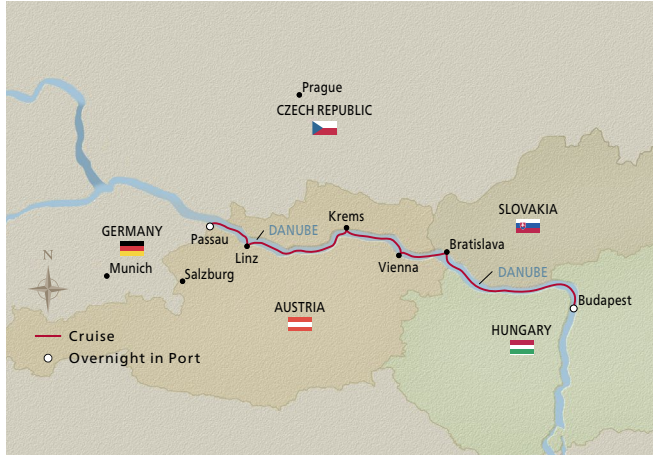 Prague
CZECH REPUBLIC
SLOVAKIA
Krems
GERMANY
DANUBE
Passau
Bratislava
Linz
Vienna
N
Munich
Salzburg
DANUBE
AUSTRIA
Budapest
HUNGARY
Cruise
Overnight in Port